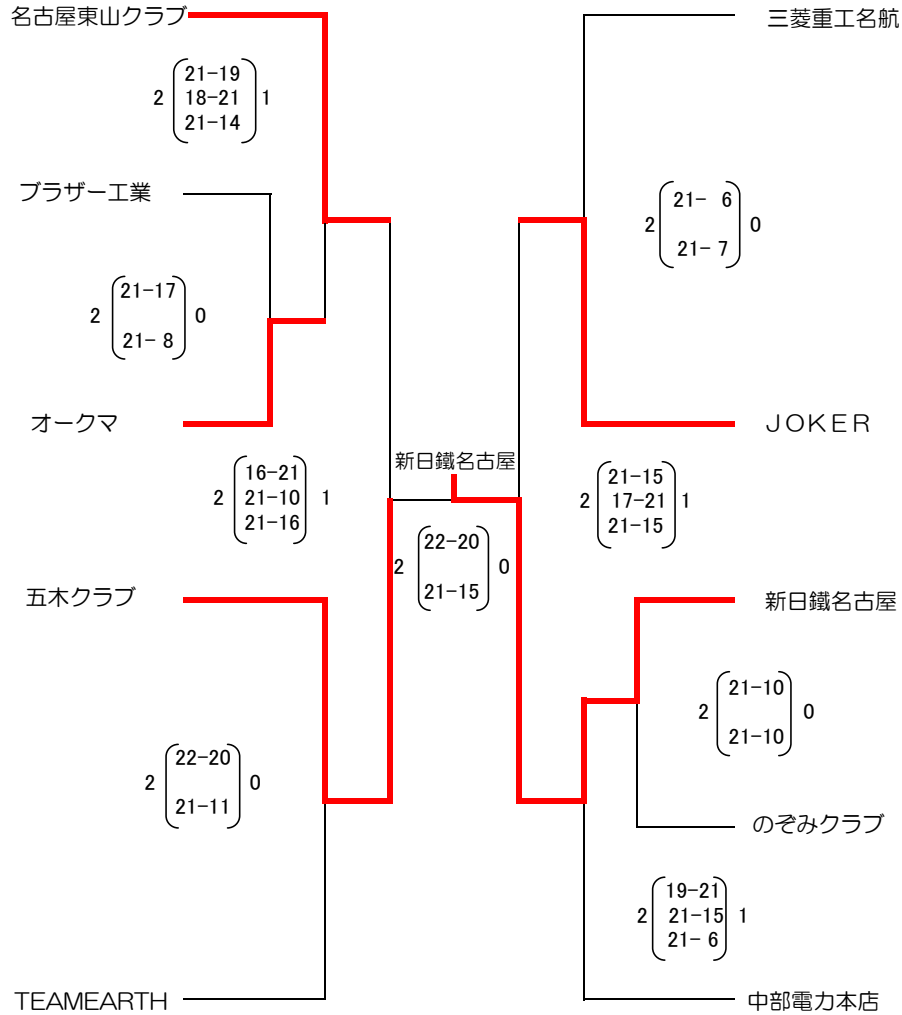 名古屋東山クラブ
三菱重工名航
21-19
2 18-21 1
21-14
ブラザー工業
21- 6
2 0
21- 7
21-17
2 0
21- 8
オークマ
JOKER
新日鐵名古屋
16-21
2 21-10 1
21-16
21-15
2 17-21 1
21-15
22-20
2 0
21-15
五木クラブ
新日鐵名古屋
21-10
2 0
21-10
22-20
2 0
21-11
のぞみクラブ
19-21
2 21-15 1
21- 6
TEAMEARTH
中部電力本店